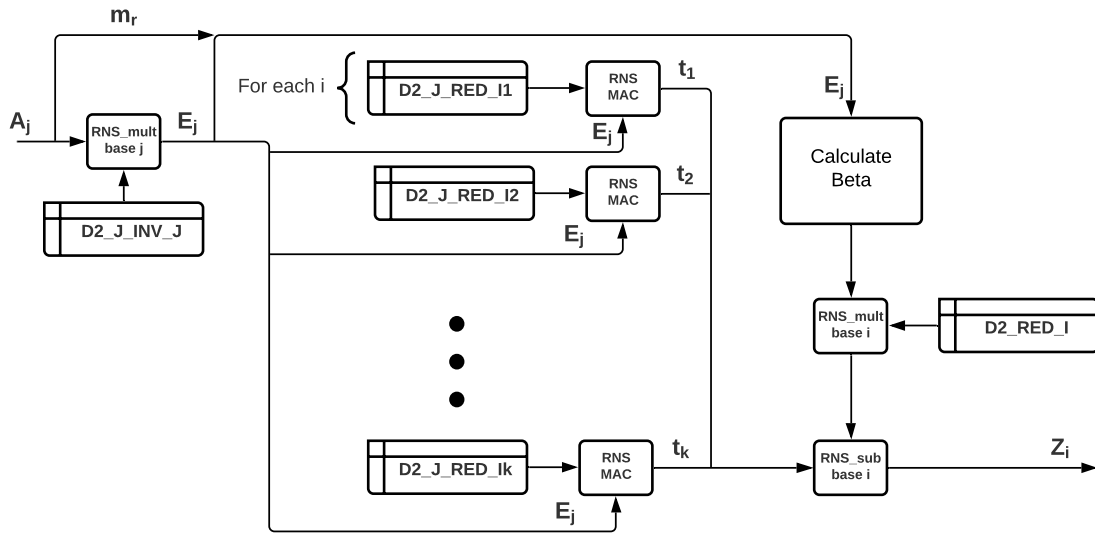 m_r
For each i
D2_J_RED_I1
RNS
MAC
t_1
E_j
A_j
RNS_mult
base j
E_j
E_j
Calculate
Beta
D2_J_INV_J
D2_J_RED_I2
RNS
MAC
t_2
E_j
RNS_mult
base i
D2_RED_I
D2_J_RED_Ik
RNS
MAC
t_k
E_j
RNS_sub
base i
Z_i